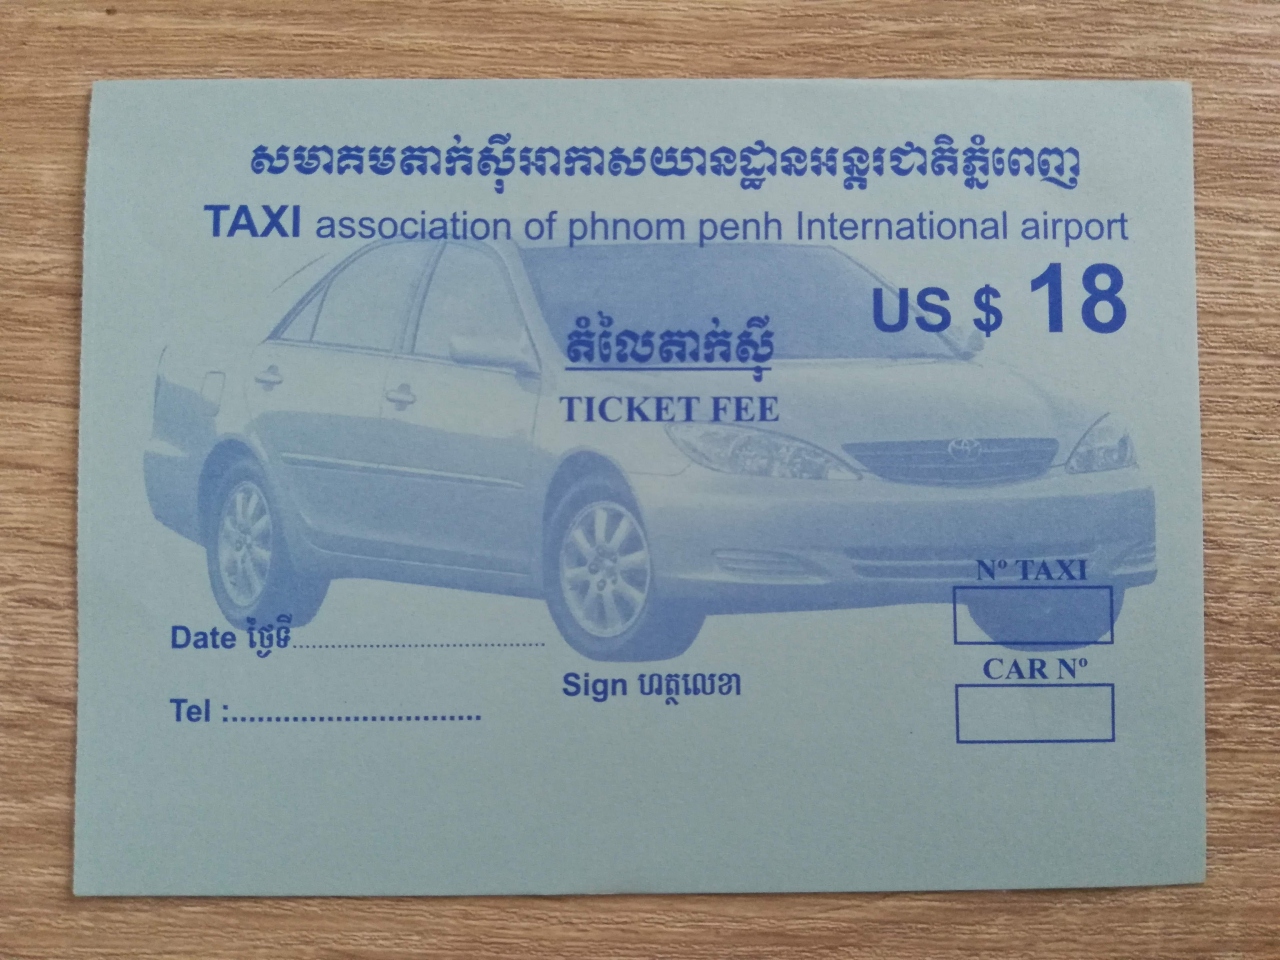 សមាគមតាក់ស៊ីអាកាសយានដ្ឋានអន្តរជាតិភ្នំពេញ
TAXI association of phnom penh International airport
US $ 18
តំលៃតាក់ស៊ី
TICKET FEE
Nº TAXI
Date ថ្ងៃទី........................................
CAR Nº
Sign ហត្ថលេខា
Tel :..............................